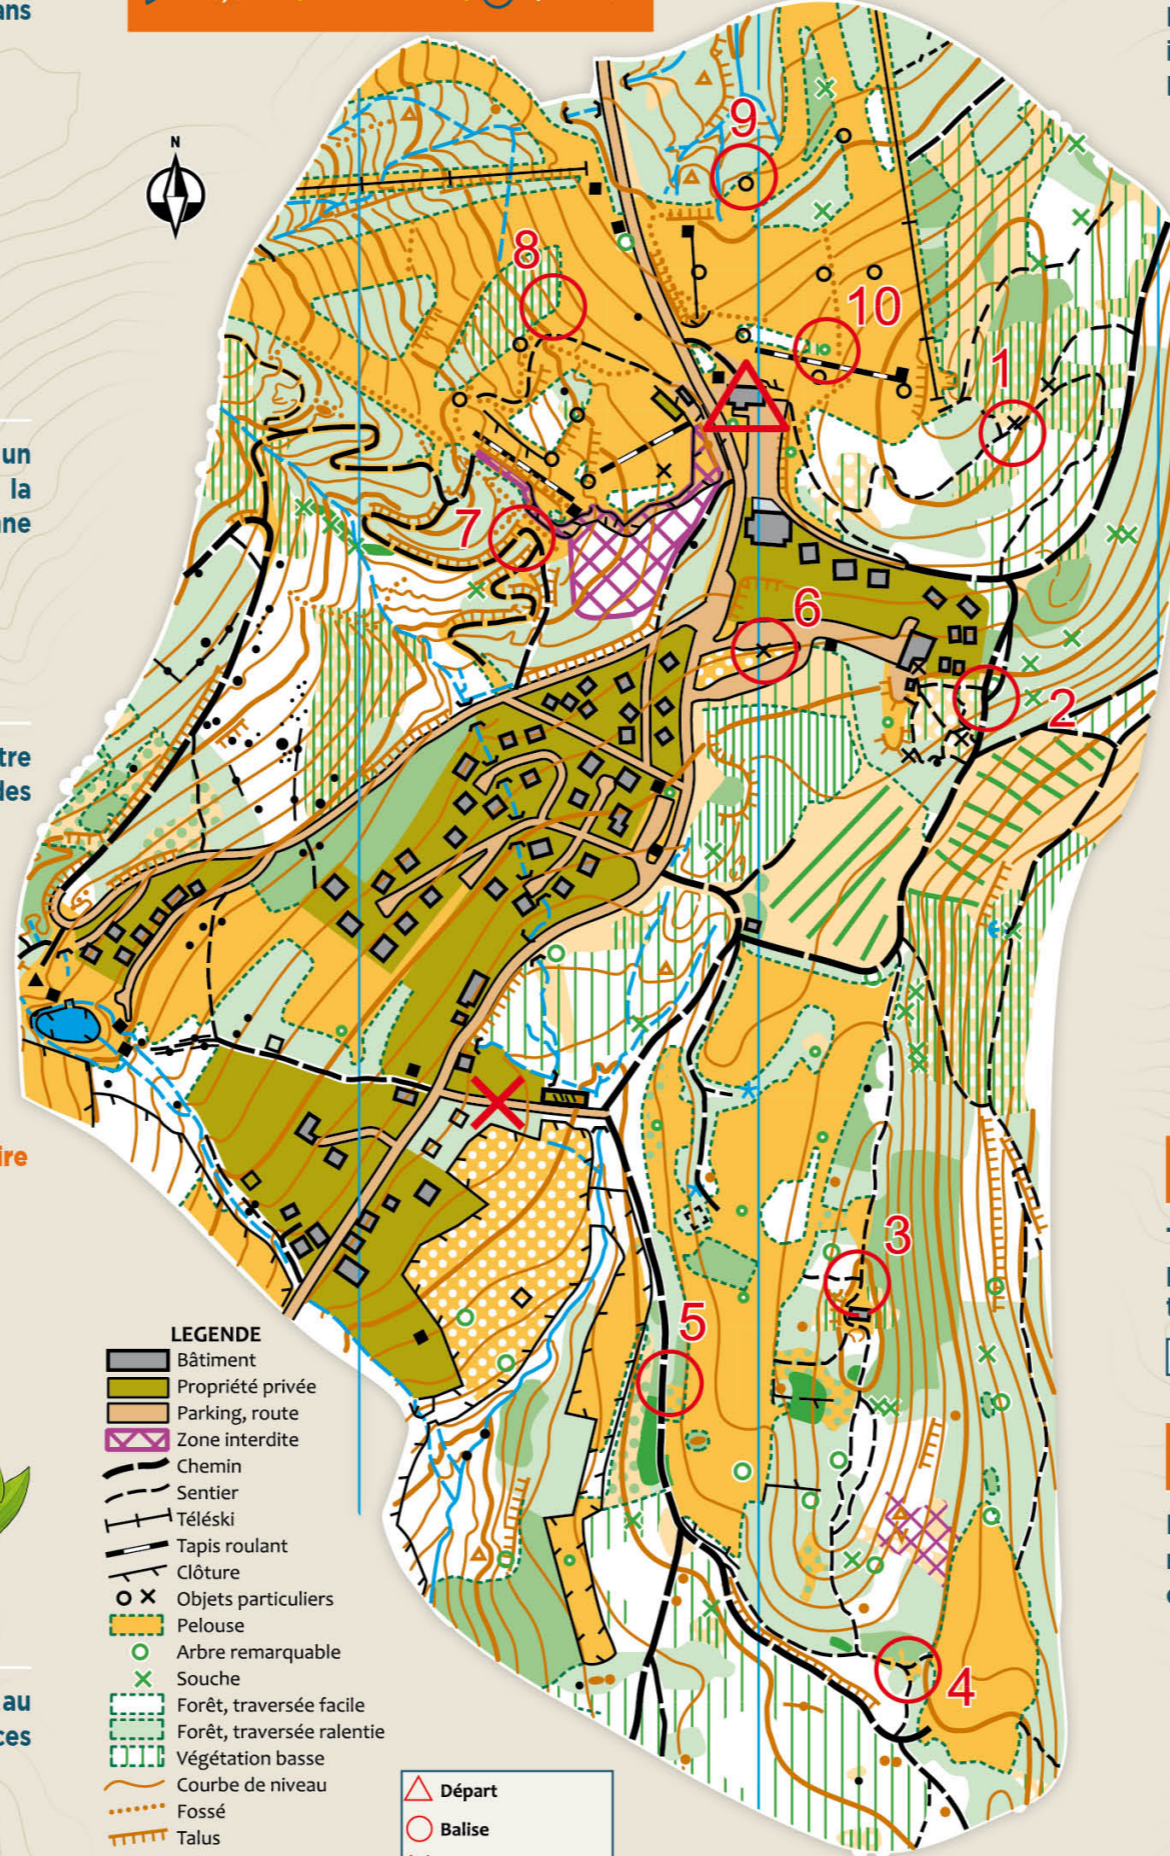 ans
un
la
nne
tre
des
ire
au
ces
N
9
8
10
1
7
6
2
3
5
4
LEGENDE
Bâtiment
Propriété privée
Parking, route
Zone interdite
Chemin
Sentier
Téléski
Tapis roulant
Clôture
Objets particuliers
Pelouse
Arbre remarquable
Souche
Forêt, traversée facile
Forêt, traversée ralentie
Végétation basse
Courbe de niveau
Fossé
Talus
Départ
Balise